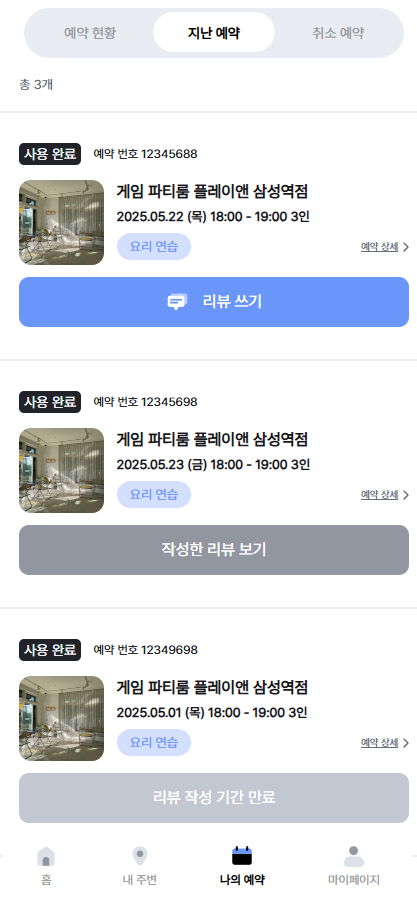 예약 현황 지난 예약 취소 예약
총 3개
사용 완료 예약 번호 12345688
게임 파티룸 플레이앤 삼성역점
2025.05.22 (목) 18:00 - 19:00 3인
요리 연습 예약 상세
리뷰 쓰기
사용 완료 예약 번호 12345698
게임 파티룸 플레이앤 삼성역점
2025.05.23 (금) 18:00 - 19:00 3인
요리 연습 예약 상세
작성한 리뷰 보기
사용 완료 예약 번호 12349698
게임 파티룸 플레이앤 삼성역점
2025.05.01 (목) 18:00 - 19:00 3인
요리 연습 예약 상세
리뷰 작성 기간 만료
홈 내 주변 나의 예약 마이페이지